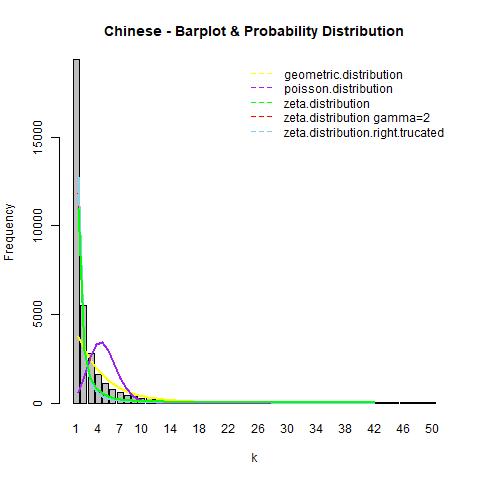 Chinese - Barplot & Probability Distribution
geometric.distribution
poisson.distribution
zeta.distribution
zeta.distribution gamma=2
zeta.distribution.right.trucated
Frequency
15000
10000
5000
0
1 4 7 10 14 18 22 26 30 34 38 42 46 50
k